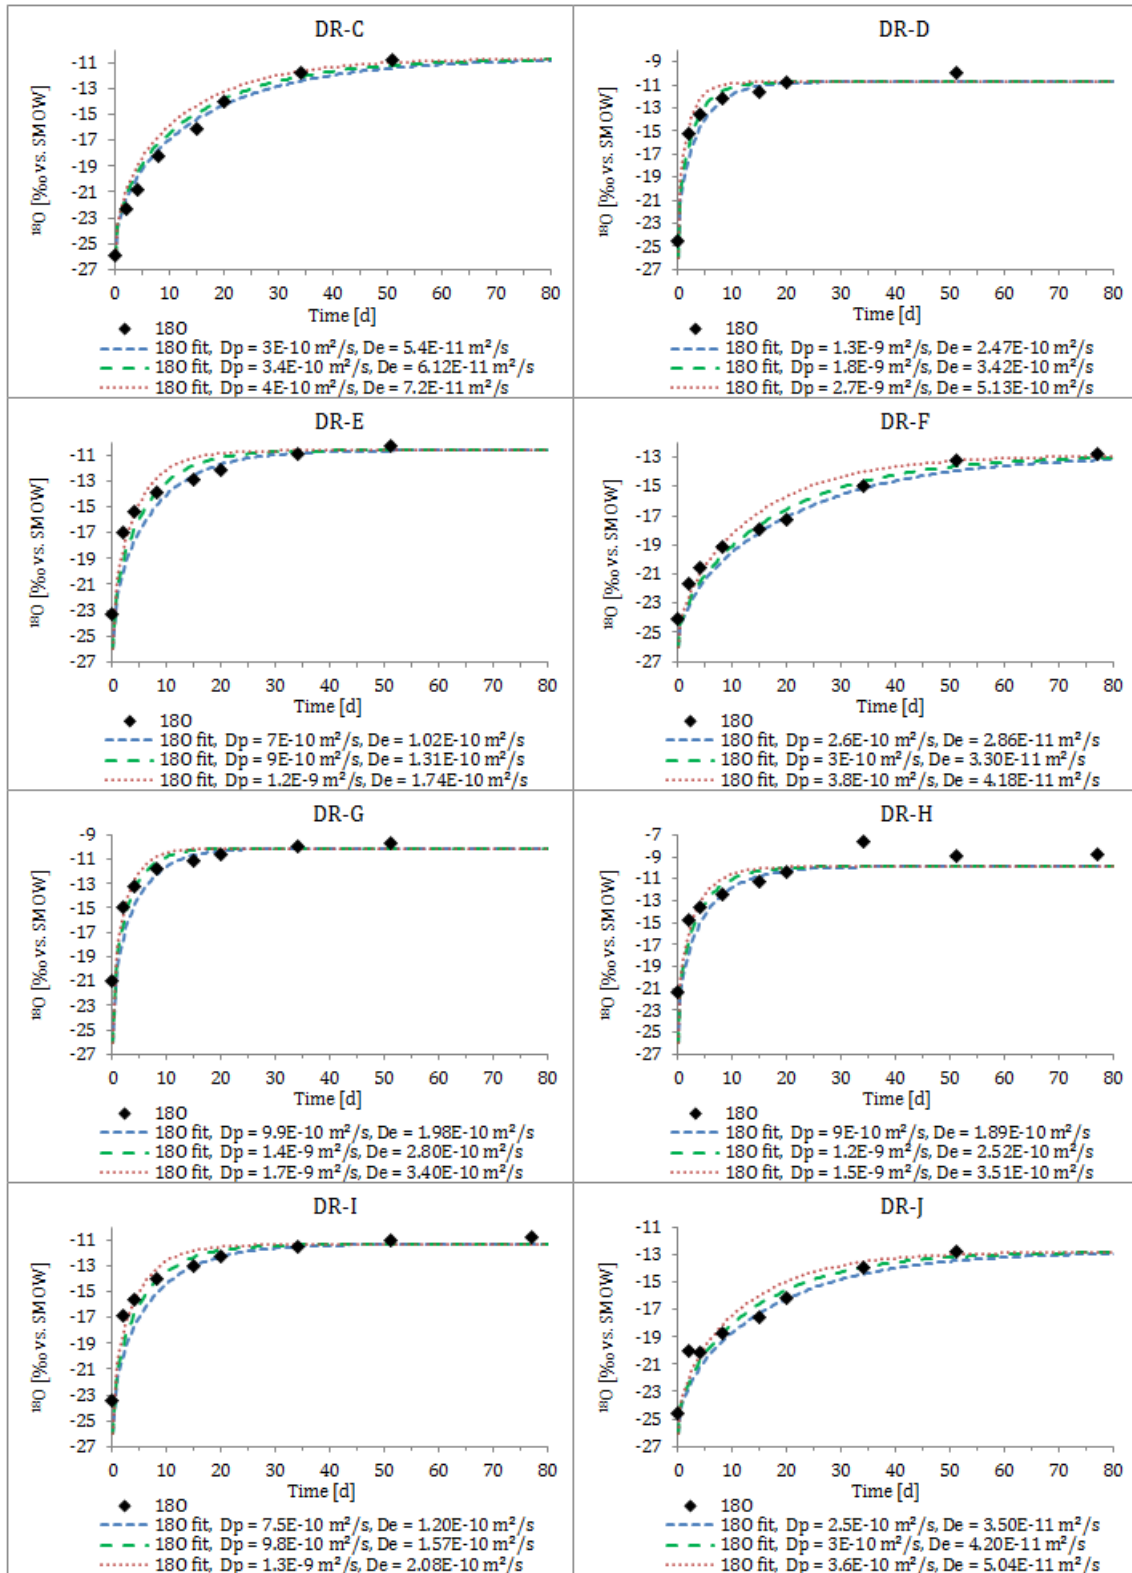 DR-C
-11
-13
-15
-17
-19
-21
-23
-25
-27
¹⁸O [‰ vs. SMOW]
0 10 20 30 40 50 60 70 80
Time [d]
18O
18O fit, Dp = 3E-10 m²/s, De = 5.4E-11 m²/s
18O fit, Dp = 3.4E-10 m²/s, De = 6.12E-11 m²/s
18O fit, Dp = 4E-10 m²/s, De = 7.2E-11 m²/s
DR-D
-9
-11
-13
-15
-17
-19
-21
-23
-25
-27
¹⁸O [‰ vs. SMOW]
0 10 20 30 40 50 60 70 80
Time [d]
18O
18O fit, Dp = 1.3E-9 m²/s, De = 2.47E-10 m²/s
18O fit, Dp = 1.8E-9 m²/s, De = 3.42E-10 m²/s
18O fit, Dp = 2.7E-9 m²/s, De = 5.13E-10 m²/s
DR-E
-11
-13
-15
-17
-19
-21
-23
-25
-27
¹⁸O [‰ vs. SMOW]
0 10 20 30 40 50 60 70 80
Time [d]
18O
18O fit, Dp = 7E-10 m²/s, De = 1.02E-10 m²/s
18O fit, Dp = 9E-10 m²/s, De = 1.31E-10 m²/s
18O fit, Dp = 1.2E-9 m²/s, De = 1.74E-10 m²/s
DR-F
-13
-15
-17
-19
-21
-23
-25
-27
¹⁸O [‰ vs. SMOW]
0 10 20 30 40 50 60 70 80
Time [d]
18O
18O fit, Dp = 2.6E-10 m²/s, De = 2.86E-11 m²/s
18O fit, Dp = 3E-10 m²/s, De = 3.30E-11 m²/s
18O fit, Dp = 3.8E-10 m²/s, De = 4.18E-11 m²/s
DR-G
-9
-11
-13
-15
-17
-19
-21
-23
-25
-27
¹⁸O [‰ vs. SMOW]
0 10 20 30 40 50 60 70 80
Time [d]
18O
18O fit, Dp = 9.9E-10 m²/s, De = 1.98E-10 m²/s
18O fit, Dp = 1.4E-9 m²/s, De = 2.80E-10 m²/s
18O fit, Dp = 1.7E-9 m²/s, De = 3.40E-10 m²/s
DR-H
-7
-9
-11
-13
-15
-17
-19
-21
-23
-25
-27
¹⁸O [‰ vs. SMOW]
0 10 20 30 40 50 60 70 80
Time [d]
18O
18O fit, Dp = 9E-10 m²/s, De = 1.89E-10 m²/s
18O fit, Dp = 1.2E-9 m²/s, De = 2.52E-10 m²/s
18O fit, Dp = 1.5E-9 m²/s, De = 3.51E-10 m²/s
DR-I
-11
-13
-15
-17
-19
-21
-23
-25
-27
¹⁸O [‰ vs. SMOW]
0 10 20 30 40 50 60 70 80
Time [d]
18O
18O fit, Dp = 7.5E-10 m²/s, De = 1.20E-10 m²/s
18O fit, Dp = 9.8E-10 m²/s, De = 1.57E-10 m²/s
18O fit, Dp = 1.3E-9 m²/s, De = 2.08E-10 m²/s
DR-J
-11
-13
-15
-17
-19
-21
-23
-25
-27
¹⁸O [‰ vs. SMOW]
0 10 20 30 40 50 60 70 80
Time [d]
18O
18O fit, Dp = 2.5E-10 m²/s, De = 3.50E-11 m²/s
18O fit, Dp = 3E-10 m²/s, De = 4.20E-11 m²/s
18O fit, Dp = 3.6E-10 m²/s, De = 5.04E-11 m²/s